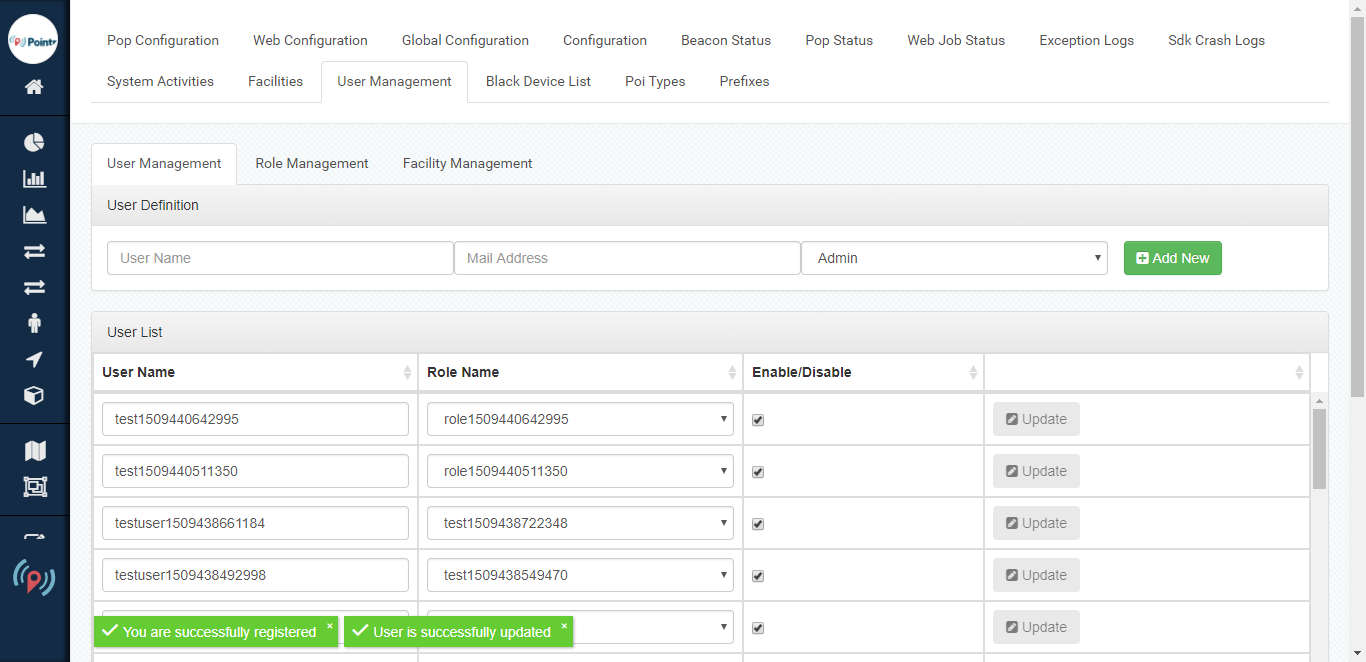 Pointr
Pop Configuration Web Configuration Global Configuration Configuration Beacon Status Pop Status Web Job Status Exception Logs Sdk Crash Logs
System Activities Facilities User Management Black Device List Poi Types Prefixes
User Management Role Management Facility Management
User Definition
User Name Mail Address Admin Add New
User List
User Name Role Name Enable/Disable
test1509440642995 role1509440642995 Update
test1509440511350 role1509440511350 Update
testuser1509438661184 test1509438722348 Update
testuser1509438492998 test1509438549470 Update
Update
You are successfully registered × User is successfully updated ×